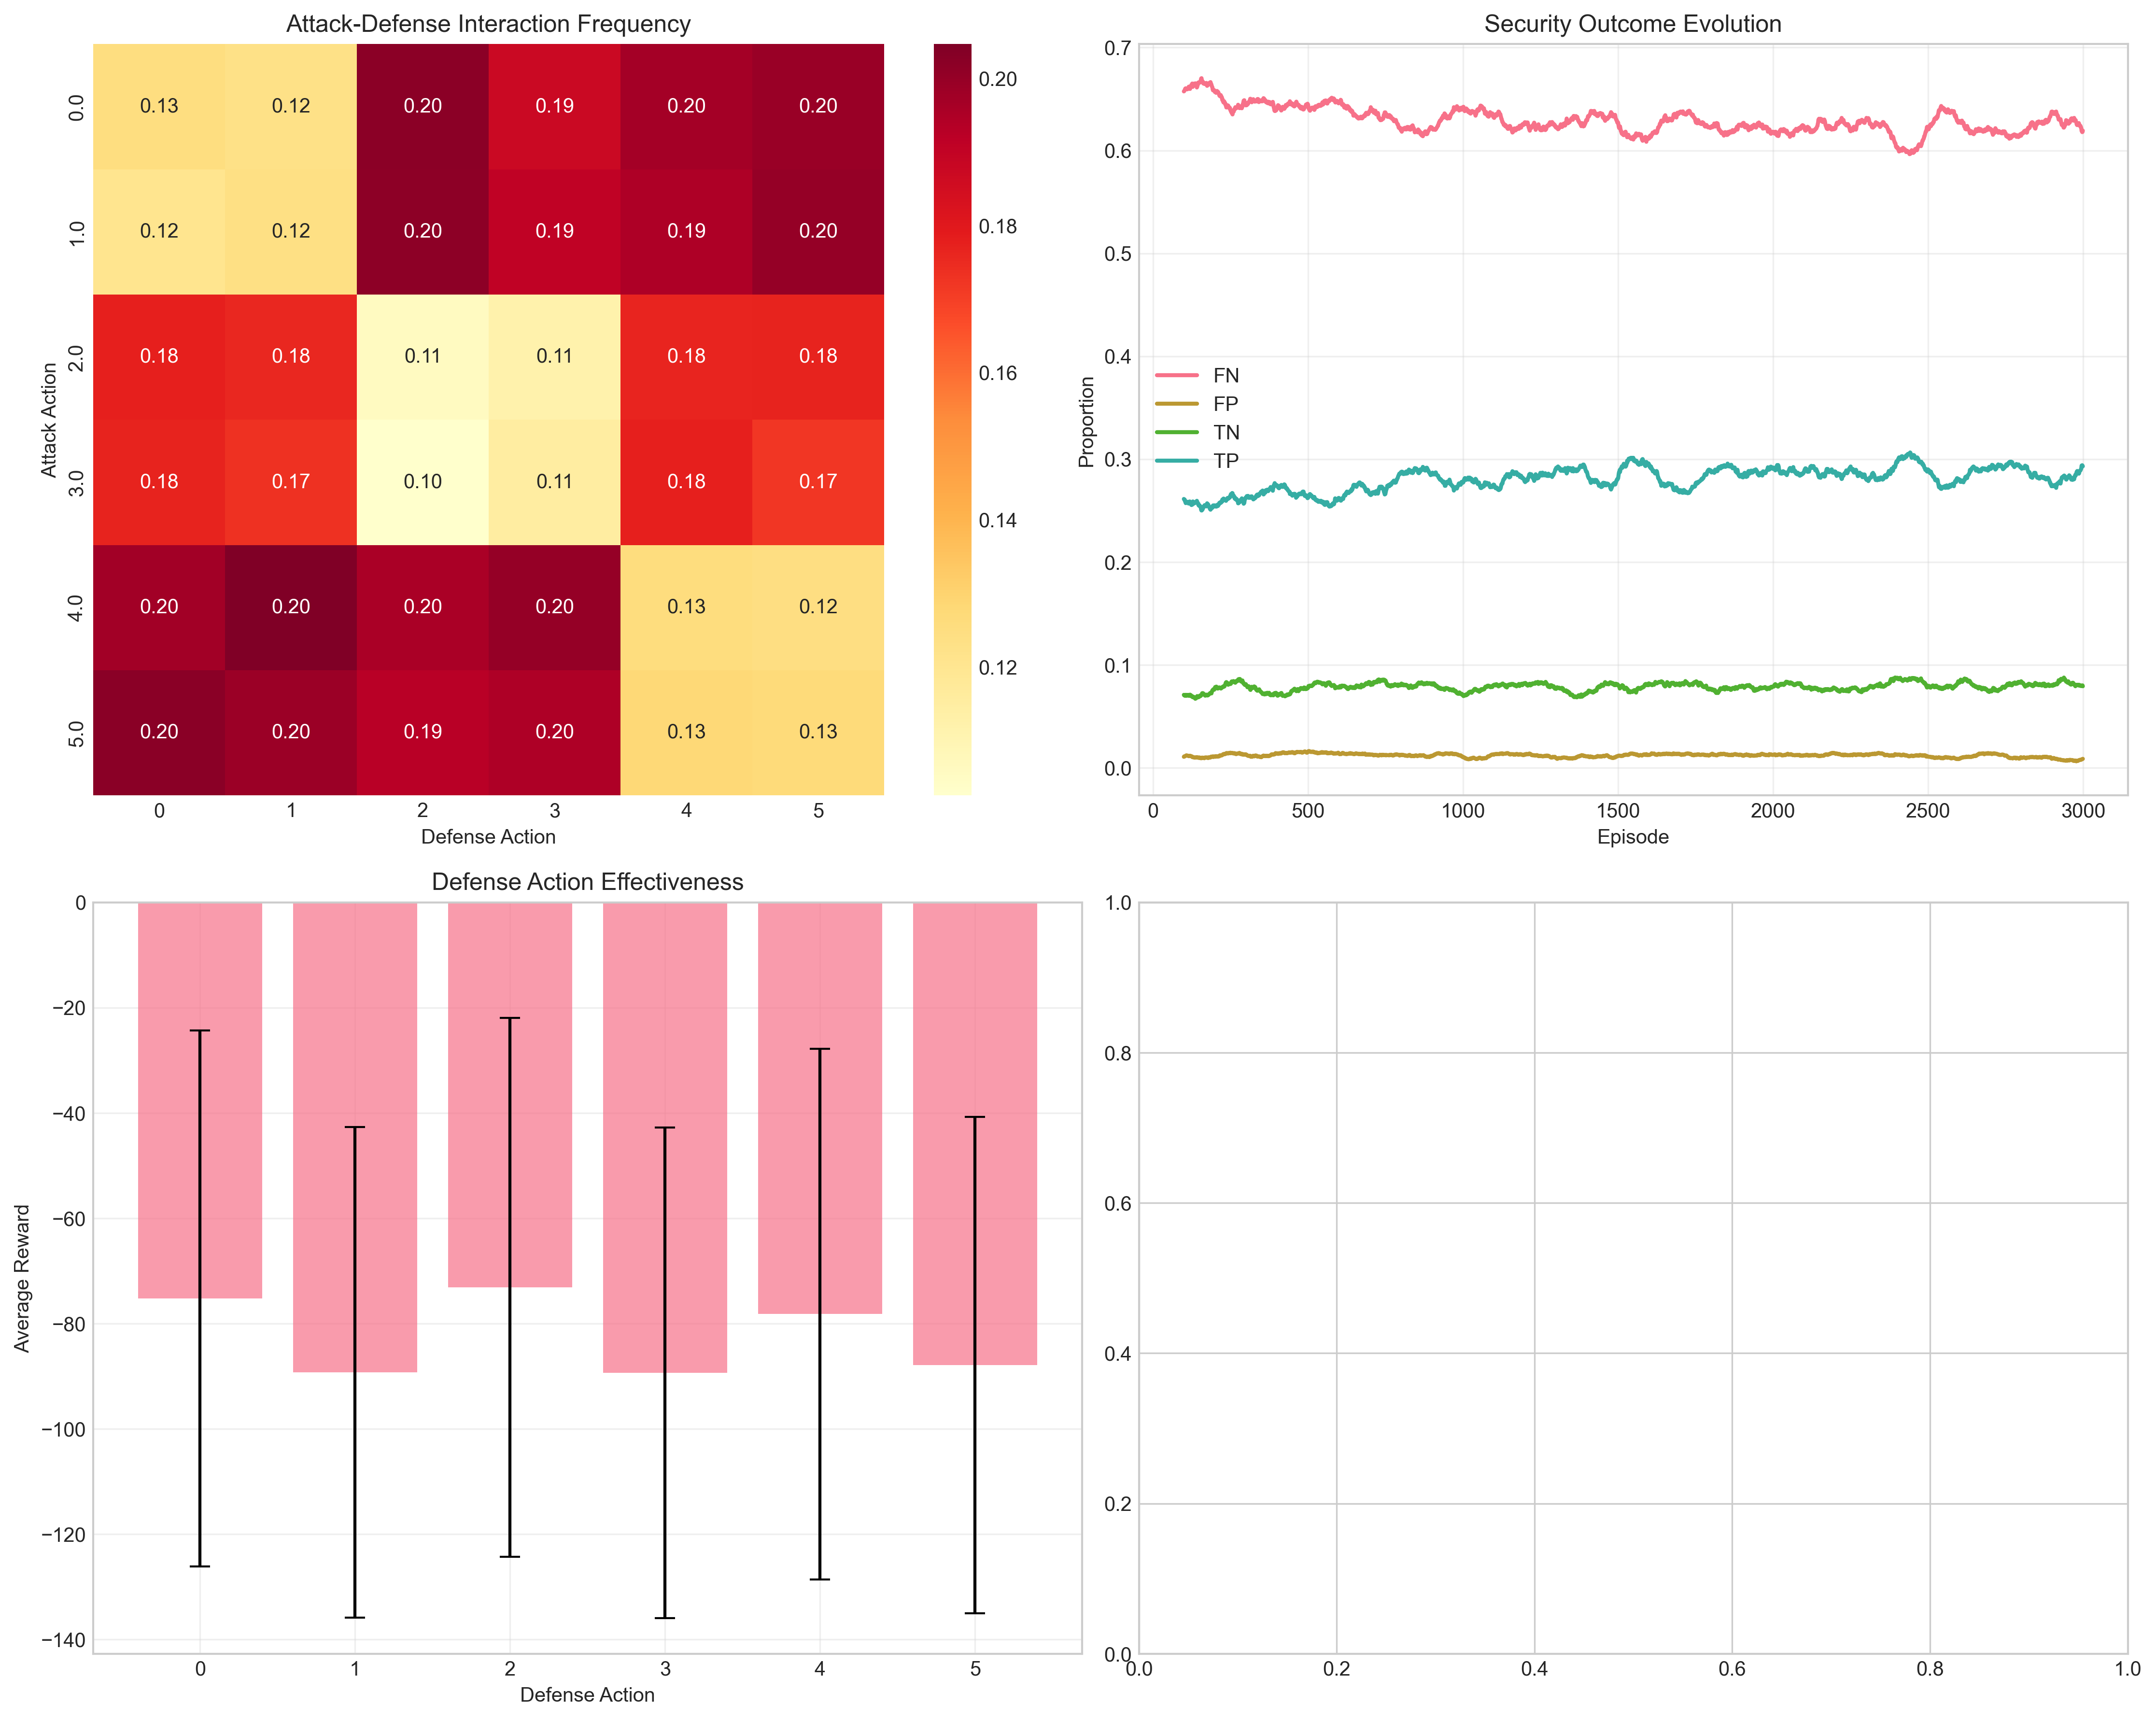 Attack-Defense Interaction Frequency
0.0 0.13 0.12 0.20 0.19 0.20 0.20
1.0 0.12 0.12 0.20 0.19 0.19 0.20
2.0 0.18 0.18 0.11 0.11 0.18 0.18
3.0 0.18 0.17 0.10 0.11 0.18 0.17
4.0 0.20 0.20 0.20 0.20 0.13 0.12
5.0 0.20 0.20 0.19 0.20 0.13 0.13
0 1 2 3 4 5
Defense Action
Attack Action
0.20
0.18
0.16
0.14
0.12
Security Outcome Evolution
0.7
0.6
0.5
0.4
0.3
0.2
0.1
0.0
Proportion
FN
FP
TN
TP
0 500 1000 1500 2000 2500 3000
Episode
Defense Action Effectiveness
0
−20
−40
−60
−80
−100
−120
−140
Average Reward
0 1 2 3 4 5
Defense Action
1.0
0.8
0.6
0.4
0.2
0.0
0.0 0.2 0.4 0.6 0.8 1.0